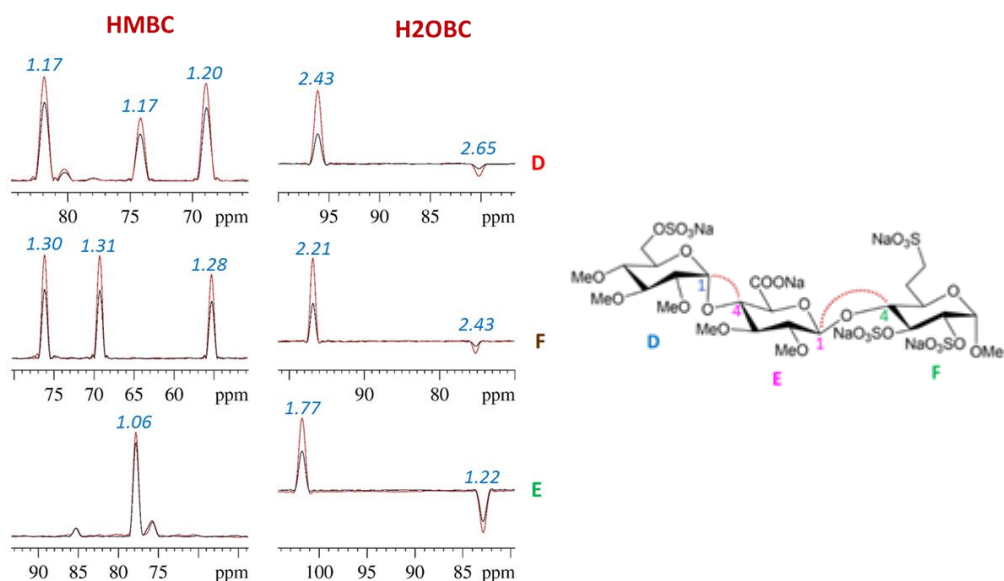 HMBC
H2OBC
1.17
1.17
1.20
80
75
70
ppm
2.43
2.65
95
90
85
ppm
D
1.30
1.31
1.28
75
70
65
60
ppm
2.21
2.43
90
80
ppm
F
1.06
90
85
80
75
ppm
1.77
1.22
100
95
90
85
ppm
E
OSO₃Na
O
MeO
MeO
MeO
1
O
4
COONa
O
MeO
MeO
1
O
NaO₃S
4
O
NaO₃SO
NaO₃SO
OMe
D
E
F